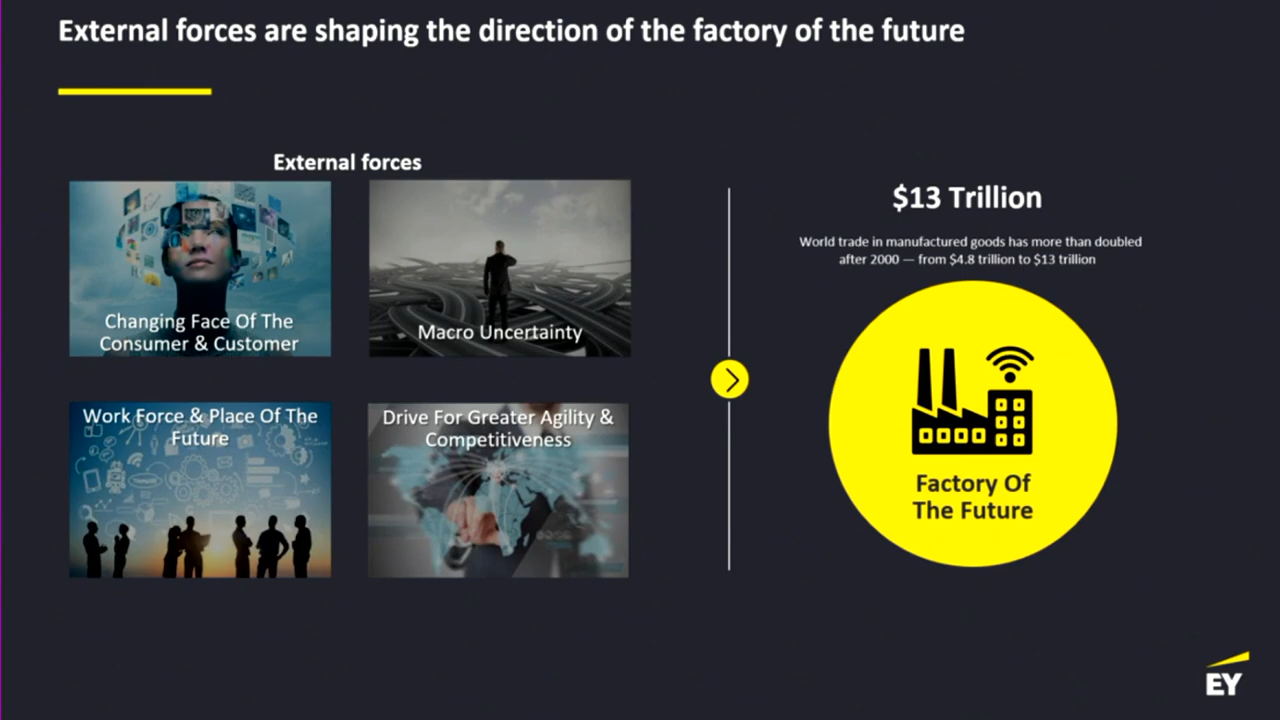 External forces are shaping the direction of the factory of the future
External forces
Changing Face Of The
Consumer & Customer
Macro Uncertainty
Work Force & Place Of The
Future
Drive For Greater Agility &
Competitiveness
$13 Trillion
World trade in manufactured goods has more than doubled
after 2000 — from $4.8 trillion to $13 trillion
Factory Of
The Future
EY